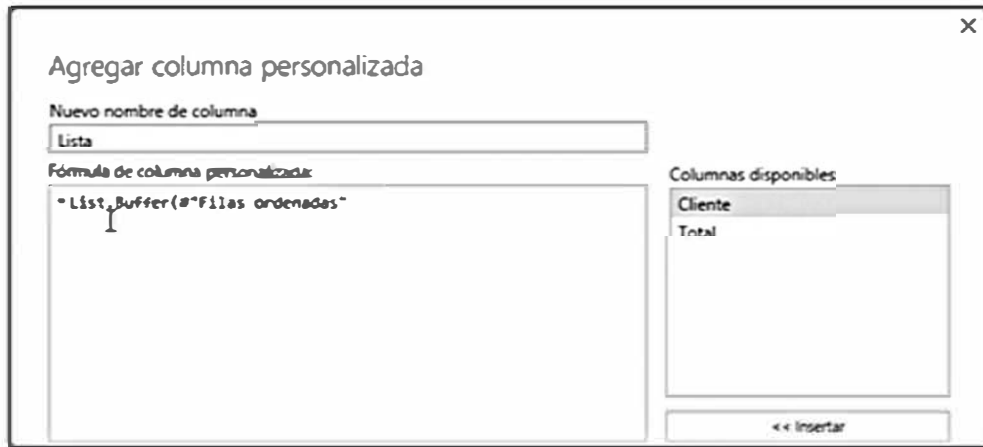 Agregar columna personalizada
Nuevo nombre de columna
Lista
Fórmula de columna personalizada:
Columnas disponibles
=List.Buffer(#"Filas ordenadas"
Cliente
Total
<< Insertar